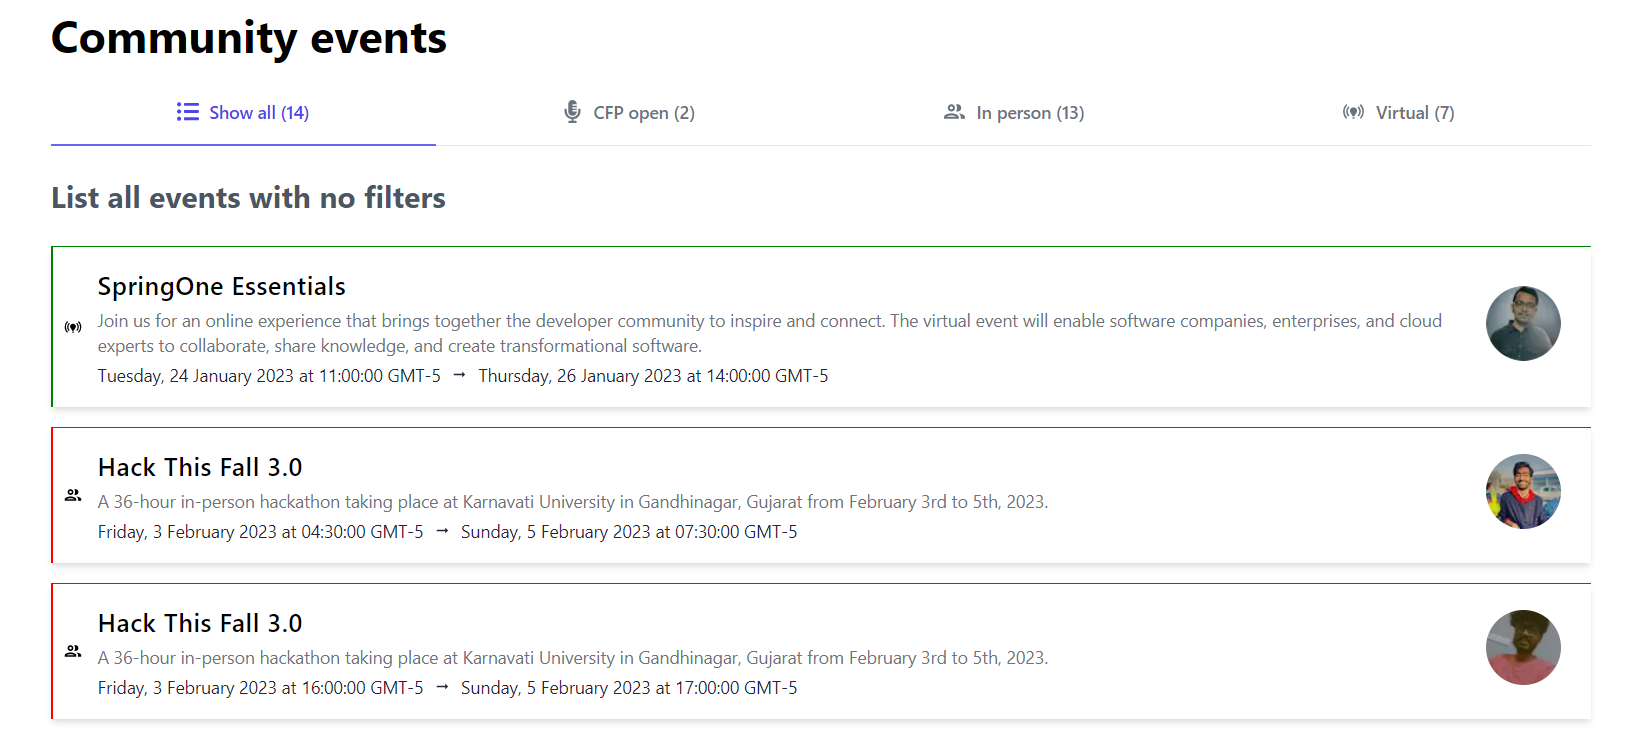 Community events
Show all (14)
CFP open (2)
In person (13)
Virtual (7)
List all events with no filters
SpringOne Essentials
Join us for an online experience that brings together the developer community to inspire and connect. The virtual event will enable software companies, enterprises, and cloud
experts to collaborate, share knowledge, and create transformational software.
Tuesday, 24 January 2023 at 11:00:00 GMT-5 → Thursday, 26 January 2023 at 14:00:00 GMT-5
Hack This Fall 3.0
A 36-hour in-person hackathon taking place at Karnavati University in Gandhinagar, Gujarat from February 3rd to 5th, 2023.
Friday, 3 February 2023 at 04:30:00 GMT-5 → Sunday, 5 February 2023 at 07:30:00 GMT-5
Hack This Fall 3.0
A 36-hour in-person hackathon taking place at Karnavati University in Gandhinagar, Gujarat from February 3rd to 5th, 2023.
Friday, 3 February 2023 at 16:00:00 GMT-5 → Sunday, 5 February 2023 at 17:00:00 GMT-5